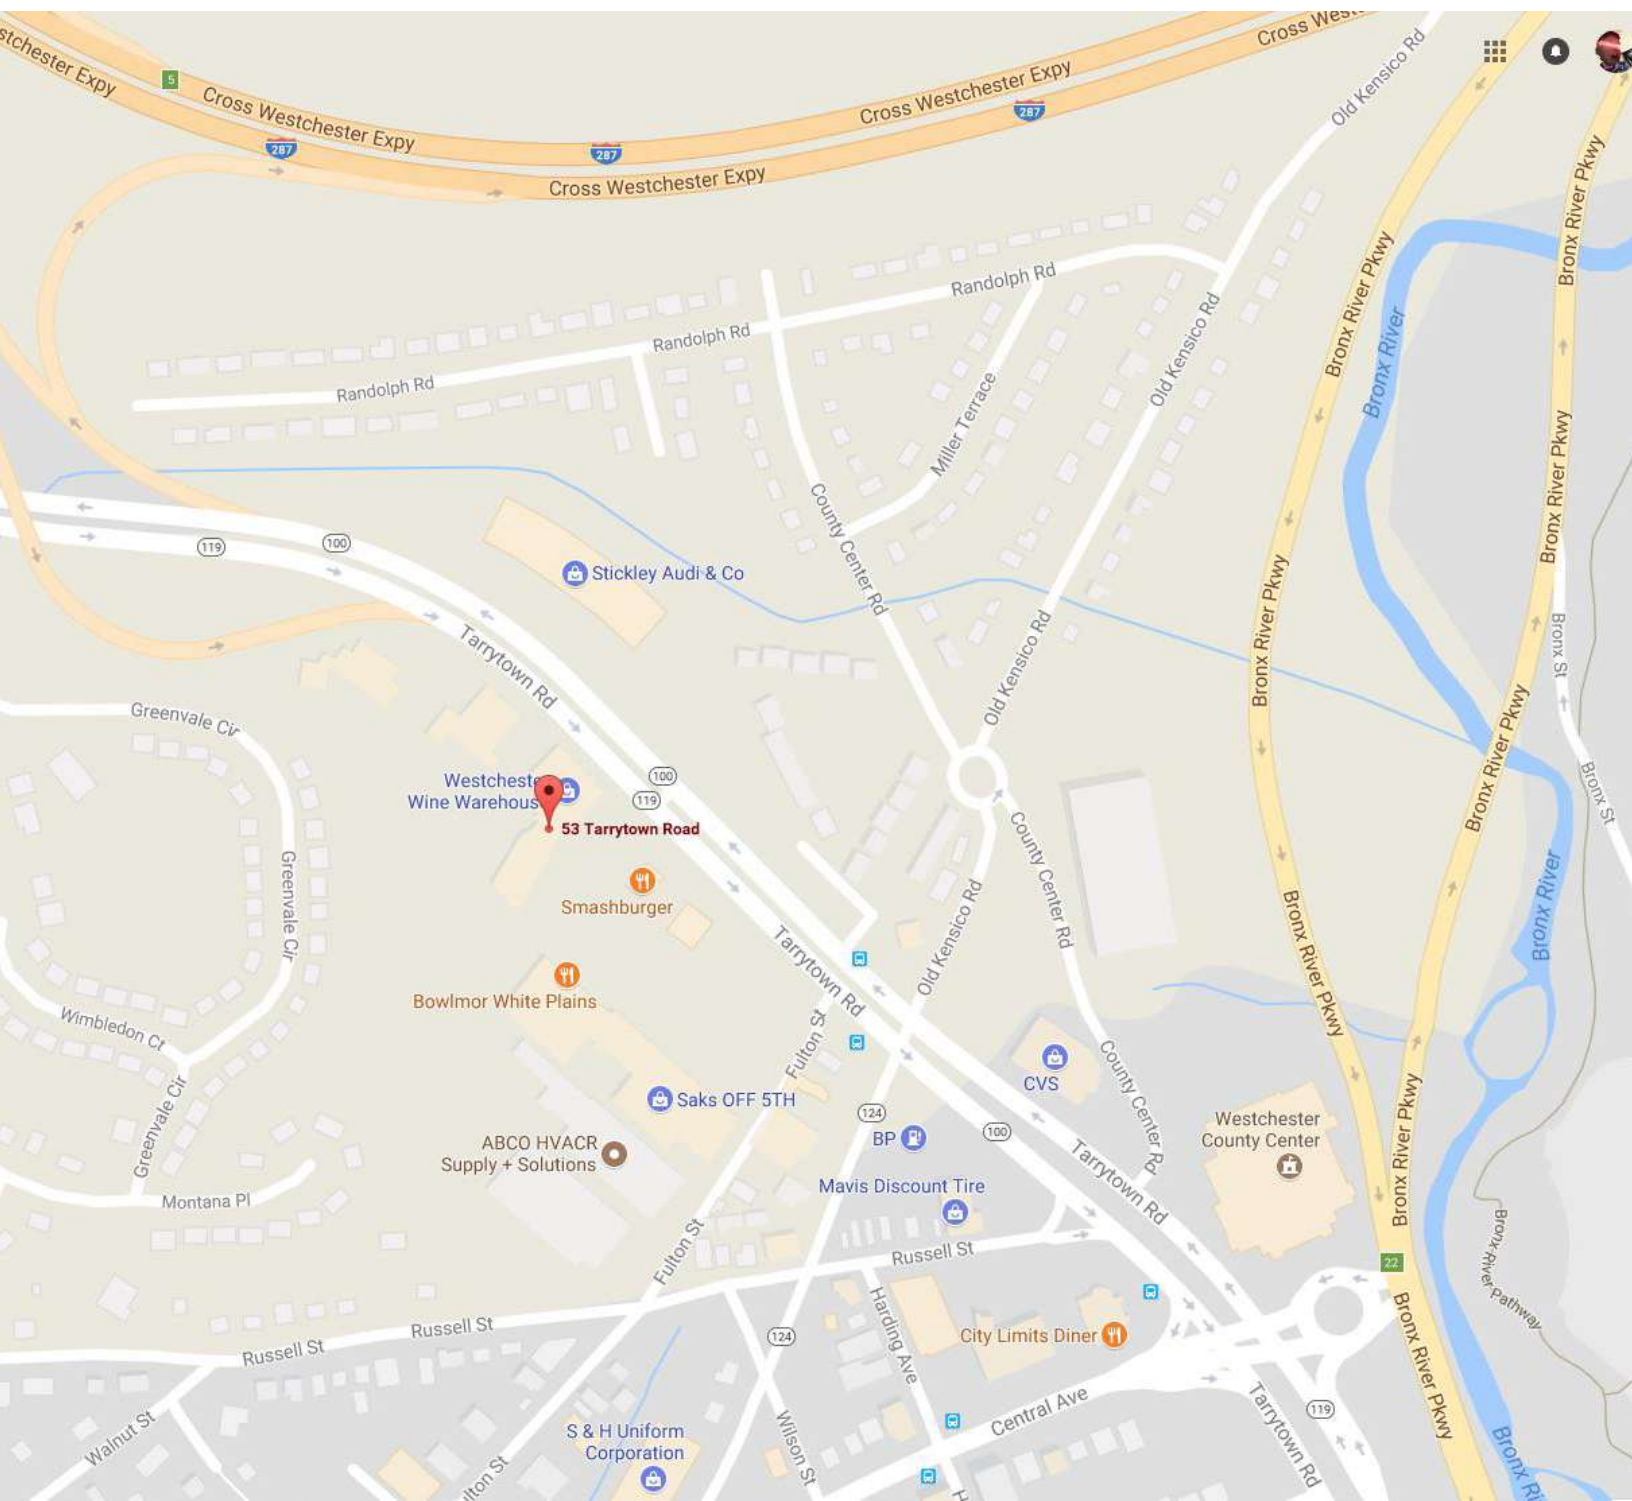 Cross Westchester Expy
Old Kensico Rd
5
Cross Westchester Expy
Cross Westchester Expy
287
287
287
Cross Westchester Expy
Bronx River Pkwy
Bronx River Pkwy
Randolph Rd
Randolph Rd
Randolph Rd
Old Kensico Rd
Bronx River
Miller Terrace
Bronx River Pkwy
County Center Rd
119
100
Stickley Audi & Co
Tarrytown Rd
Old Kensico Rd
Bronx River Pkwy
Bronx St
Greenvale Cir
Bronx River Pkwy
Westcheste
Wine Warehous
100
119
53 Tarrytown Road
Bronx St
Smashburger
Greenvale Cir
County Center Rd
Old Kensico Rd
Bronx River Pkwy
Bronx River
Tarrytown Rd
Bowlmor White Plains
Wimbledon Ct
Fulton St
CVS
County Center Rd
Saks OFF 5TH
Greenvale Cir
124
BP
100
ABCO HVACR
Supply + Solutions
Westchester
County Center
Bronx River Pkwy
Tarrytown Rd
Mavis Discount Tire
Montana Pl
Fulton St
Russell St
22
Bronx River Pathway
Harding Ave
City Limits Diner
124
Russell St
Russell St
Bronx River Pkwy
Central Ave
Tarrytown Rd
119
Walnut St
S & H Uniform
Corporation
Wilson St
lton St
Bronx Ri
H